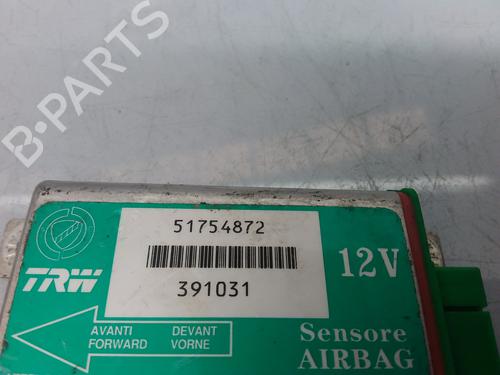 B-PARTS
51754872
391031
12V
TRW
AVANTI DEVANT
FORWARD VORNE
Sensore
AIRBAG